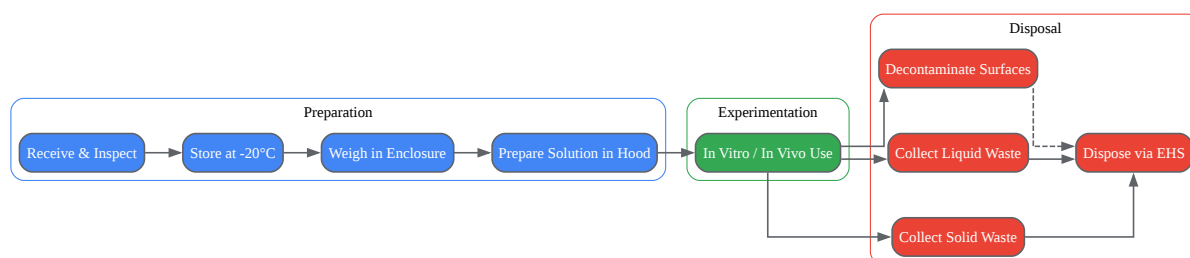 Disposal
Decontaminate Surfaces
Preparation
Experimentation
Receive & Inspect
Store at -20°C
Weigh in Enclosure
Prepare Solution in Hood
In Vitro / In Vivo Use
Collect Liquid Waste
Dispose via EHS
Collect Solid Waste